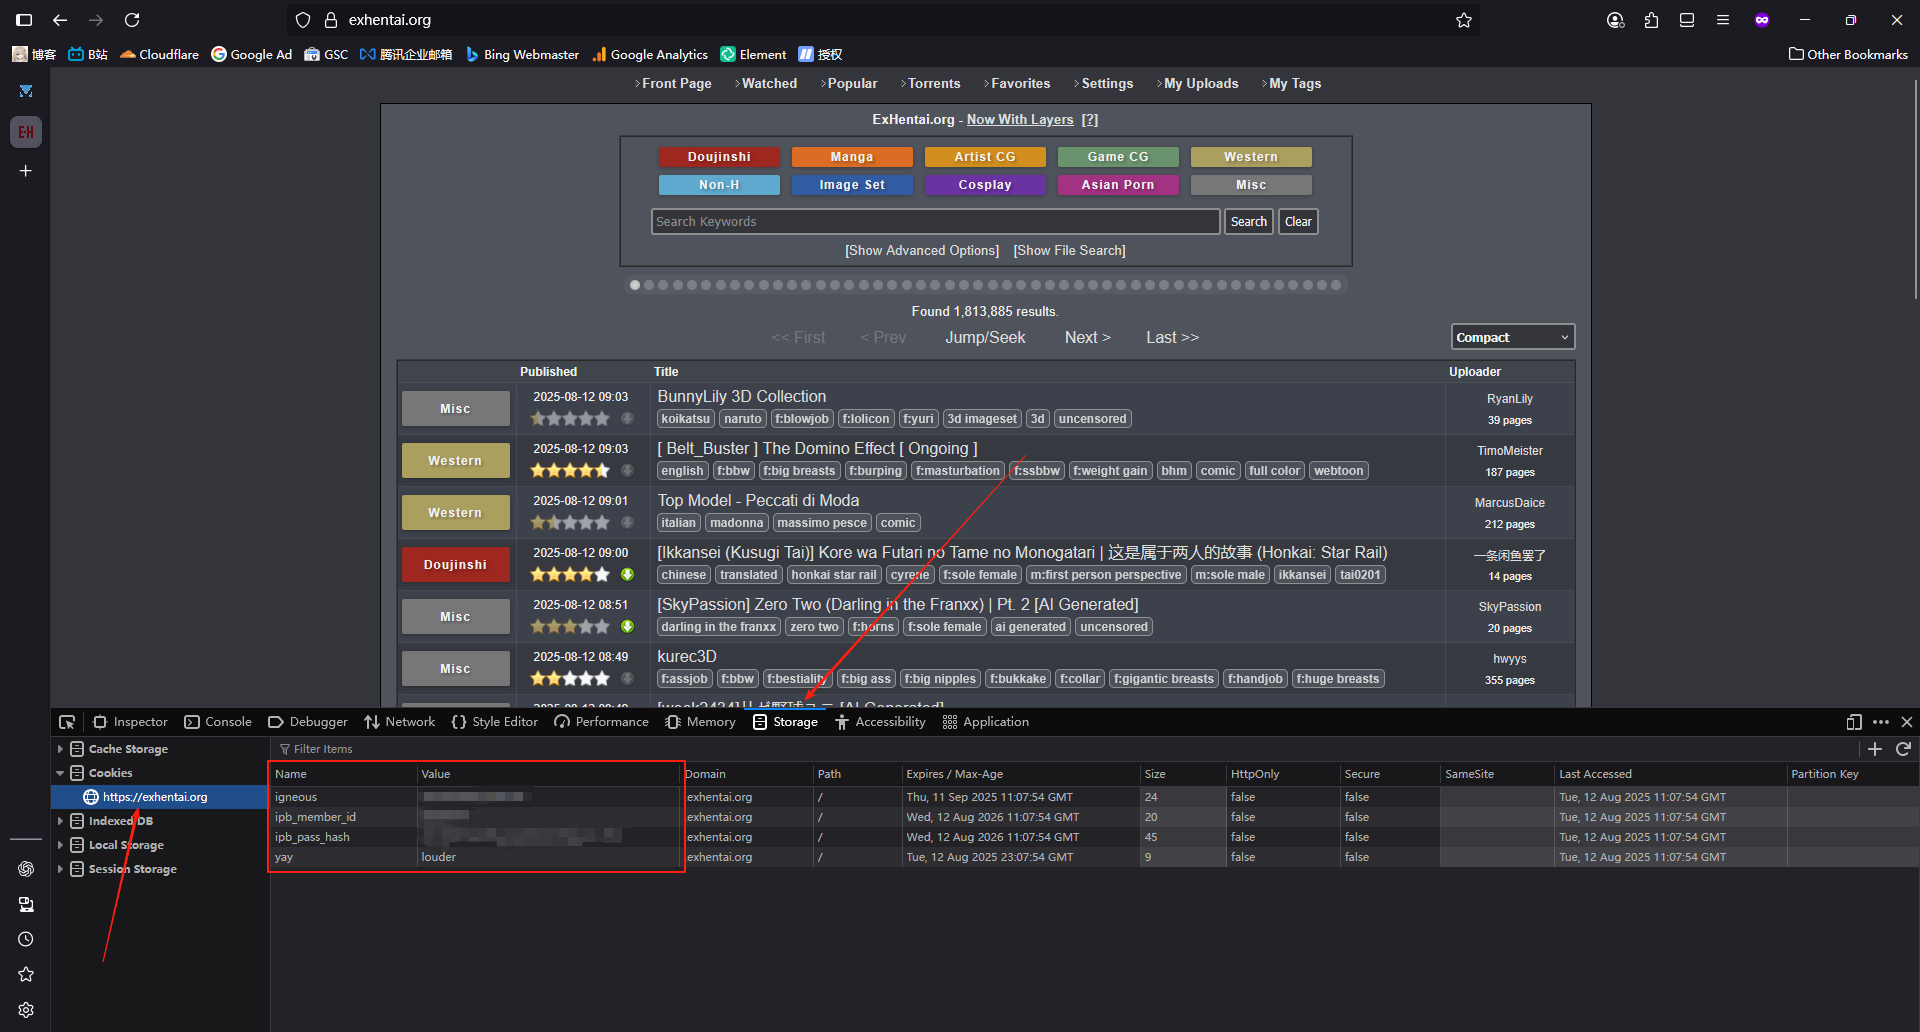 exhentai.org
博客 B站 Cloudflare Google Ad GSC 腾讯企业邮箱 Bing Webmaster Google Analytics Element 授权 Other Bookmarks
Front Page Watched Popular Torrents Favorites Settings My Uploads My Tags
E-H
ExHentai.org - Now With Layers [?]
Doujinshi Manga Artist CG Game CG Western
Non-H Image Set Cosplay Asian Porn Misc
Search Keywords Search Clear
[Show Advanced Options] [Show File Search]
Found 1,813,885 results.
<< First < Prev Jump/Seek Next > Last >> Compact
Published Title Uploader
Misc 2025-08-12 09:03 BunnyLily 3D Collection RyanLily
koikatsu naruto f:blowjob f:lolicon f:yuri 3d imageset 3d uncensored 39 pages
Western 2025-08-12 09:03 [ Belt_Buster ] The Domino Effect [ Ongoing ] TimoMeister
english f:bbw f:big breasts f:burping f:masturbation f:ssbbw f:weight gain bhm comic full color webtoon 187 pages
Western 2025-08-12 09:01 Top Model - Peccati di Moda MarcusDaice
italian madonna massimo pesce comic 212 pages
Doujinshi 2025-08-12 09:00 [Ikkansei (Kusugi Tai)] Kore wa Futari no Tame no Monogatari | 这是属于两人的故事 (Honkai: Star Rail) 一条闲鱼罢了
chinese translated honkai star rail cyrene f:sole female m:first person perspective m:sole male ikkansei tai0201 14 pages
Misc 2025-08-12 08:51 [SkyPassion] Zero Two (Darling in the Franxx) | Pt. 2 [AI Generated] SkyPassion
darling in the franxx zero two f:horns f:sole female ai generated uncensored 20 pages
Misc 2025-08-12 08:49 kurec3D hwyys
f:assjob f:bbw f:bestiality f:big ass f:big nipples f:bukkake f:collar f:gigantic breasts f:handjob f:huge breasts 355 pages
Inspector Console Debugger Network Style Editor Performance Memory Storage Accessibility Application
Cache Storage Filter Items
Cookies Name Value Domain Path Expires / Max-Age Size HttpOnly Secure SameSite Last Accessed Partition Key
https://exhentai.org igneous .exhentai.org / Thu, 11 Sep 2025 11:07:54 GMT 24 false false Tue, 12 Aug 2025 11:07:54 GMT
Indexed DB ipb_member_id .exhentai.org / Wed, 12 Aug 2026 11:07:54 GMT 20 false false Tue, 12 Aug 2025 11:07:54 GMT
Local Storage ipb_pass_hash .exhentai.org / Wed, 12 Aug 2026 11:07:54 GMT 45 false false Tue, 12 Aug 2025 11:07:54 GMT
Session Storage yay louder .exhentai.org / Tue, 12 Aug 2025 23:07:54 GMT 9 false false Tue, 12 Aug 2025 11:07:54 GMT